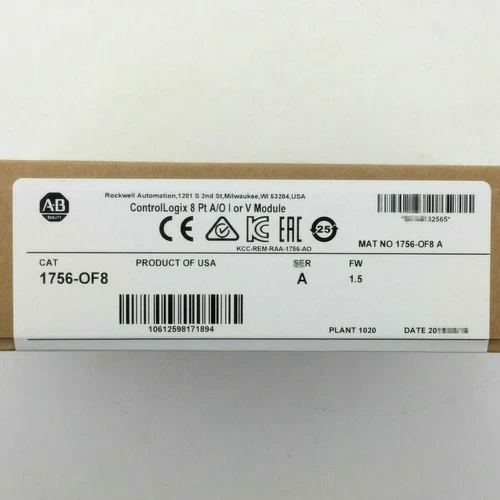 Rockwell Automation,1201 S 2nd St,Milwaukee,WI 53204,USA
AB
QUALITY
ControlLogix 8 Pt A/O I or V Module
32565*
CE
EAC
25
KCC-REM-RAA-1756-AO
MAT NO 1756-OF8 A
CAT
PRODUCT OF USA
SER
FW
1756-OF8
A
1.5
10612598171894
PLANT 1020
DATE